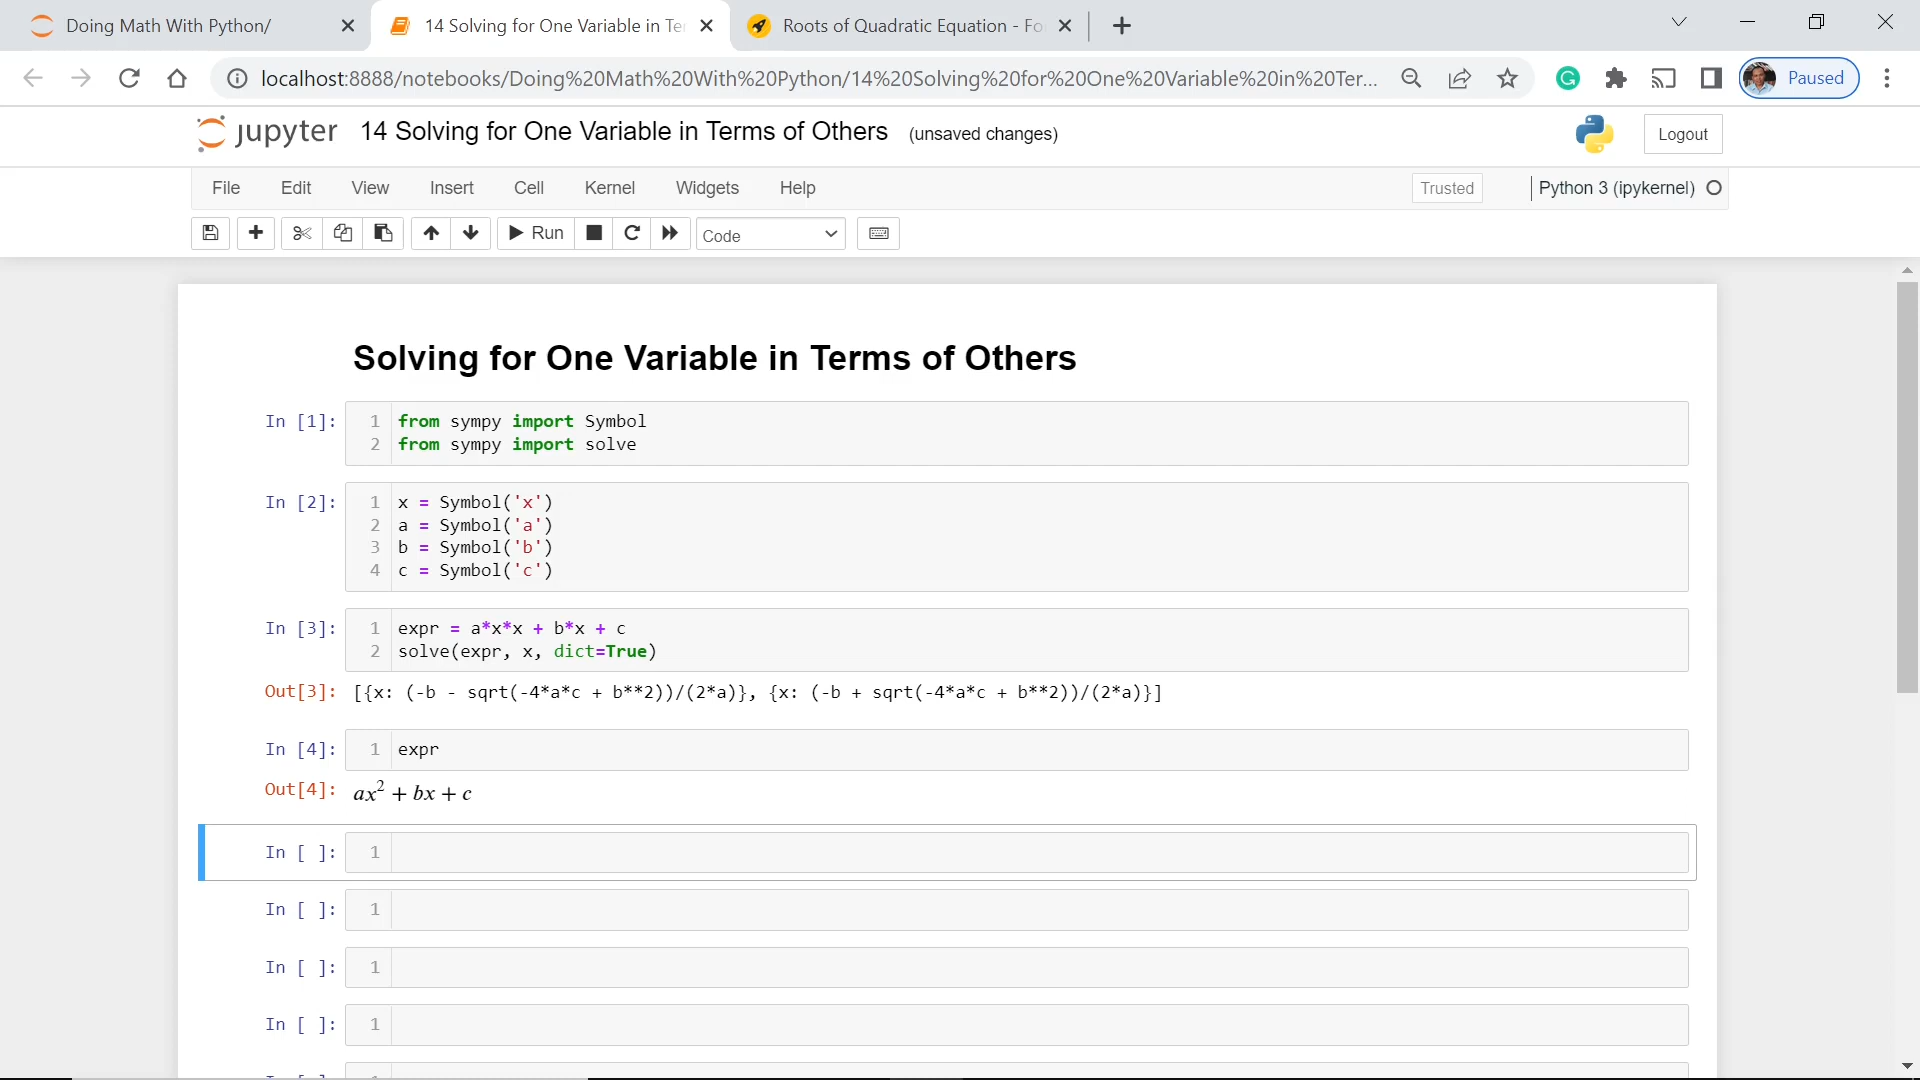 Doing Math With Python/
14 Solving for One Variable in Te
Roots of Quadratic Equation - Fo
localhost:8888/notebooks/Doing%20Math%20With%20Python/14%20Solving%20for%20One%20Variable%20in%20Ter...
Paused
jupyter 14 Solving for One Variable in Terms of Others (unsaved changes)
Logout
File Edit View Insert Cell Kernel Widgets Help
Trusted
Python 3 (ipykernel)
Run
Code
Solving for One Variable in Terms of Others
In [1]: 1 from sympy import Symbol
2 from sympy import solve
In [2]: 1 x = Symbol('x')
2 a = Symbol('a')
3 b = Symbol('b')
4 c = Symbol('c')
In [3]: 1 expr = a*x*x + b*x + c
2 solve(expr, x, dict=True)
Out[3]: [{x: (-b - sqrt(-4*a*c + b**2))/(2*a)}, {x: (-b + sqrt(-4*a*c + b**2))/(2*a)}]
In [4]: 1 expr
Out[4]: ax² + bx + c
In [ ]: 1
In [ ]: 1
In [ ]: 1
In [ ]: 1